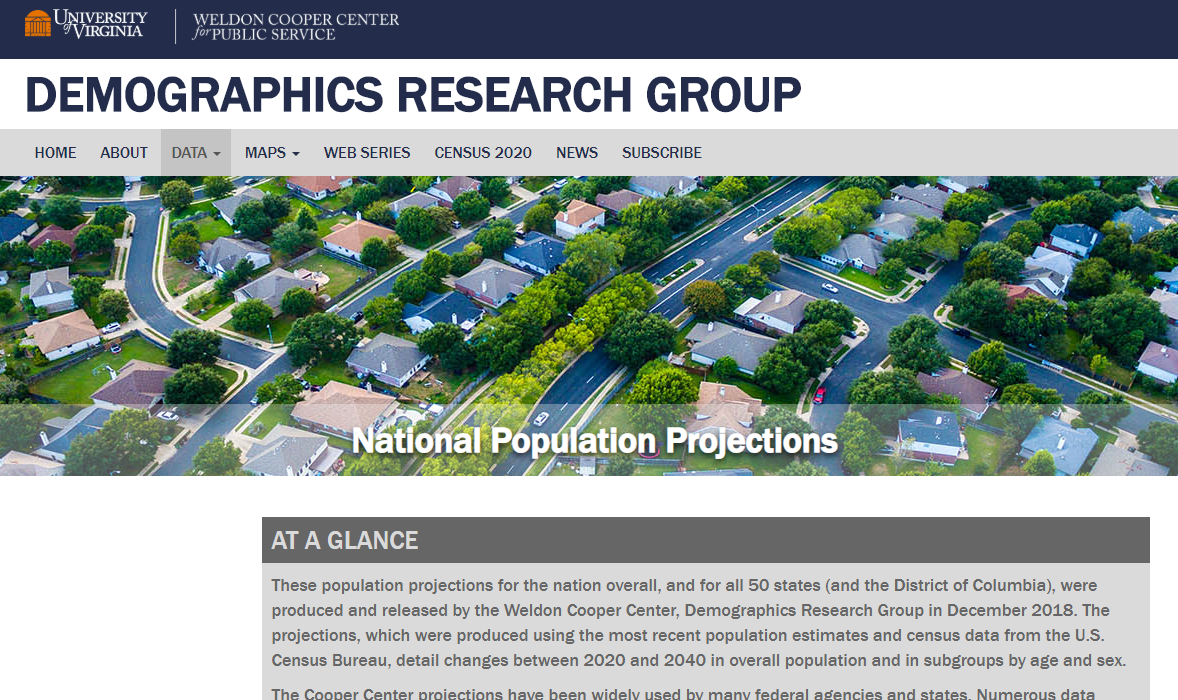 UNIVERSITY
of VIRGINIA
WELDON COOPER CENTER
for PUBLIC SERVICE
DEMOGRAPHICS RESEARCH GROUP
HOME ABOUT DATA MAPS WEB SERIES CENSUS 2020 NEWS SUBSCRIBE
National Population Projections
AT A GLANCE
These population projections for the nation overall, and for all 50 states (and the District of Columbia), were
produced and released by the Weldon Cooper Center, Demographics Research Group in December 2018. The
projections, which were produced using the most recent population estimates and census data from the U.S.
Census Bureau, detail changes between 2020 and 2040 in overall population and in subgroups by age and sex.
The Cooper Center projections have been widely used by many federal agencies and states. Numerous data